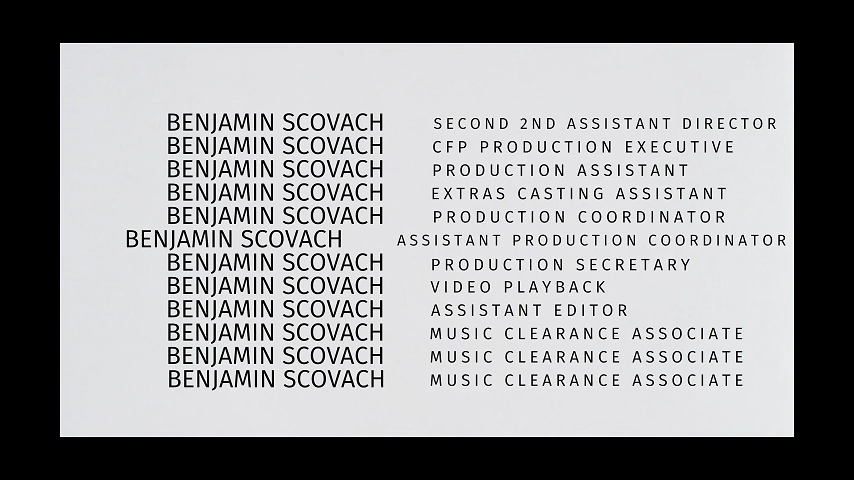 BENJAMIN SCOVACH SECOND 2ND ASSISTANT DIRECTOR
BENJAMIN SCOVACH CFP PRODUCTION EXECUTIVE
BENJAMIN SCOVACH PRODUCTION ASSISTANT
BENJAMIN SCOVACH EXTRAS CASTING ASSISTANT
BENJAMIN SCOVACH PRODUCTION COORDINATOR
BENJAMIN SCOVACH ASSISTANT PRODUCTION COORDINATOR
BENJAMIN SCOVACH PRODUCTION SECRETARY
BENJAMIN SCOVACH VIDEO PLAYBACK
BENJAMIN SCOVACH ASSISTANT EDITOR
BENJAMIN SCOVACH MUSIC CLEARANCE ASSOCIATE
BENJAMIN SCOVACH MUSIC CLEARANCE ASSOCIATE
BENJAMIN SCOVACH MUSIC CLEARANCE ASSOCIATE